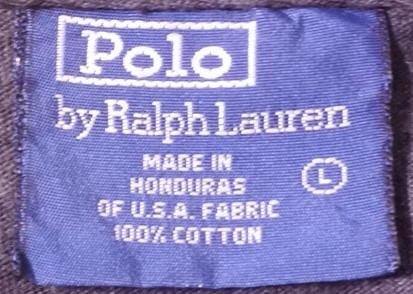 Polo
by Ralph Lauren
MADE IN
HONDURAS
OF U.S.A. FABRIC
100% COTTON
L